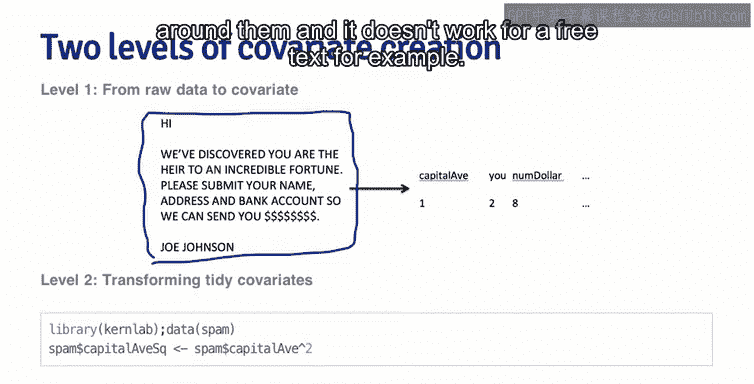 around them and it doesn't work for a free
text for example.
Two levels of covariate creation
Level 1: From raw data to covariate
HI
WE'VE DISCOVERED YOU ARE THE
HEIR TO AN INCREDIBLE FORTUNE.
PLEASE SUBMIT YOUR NAME,
ADDRESS AND BANK ACCOUNT SO
WE CAN SEND YOU $$$$$$$$.
JOE JOHNSON
capitalAve you numDollar ...
1 2 8 ...
Level 2: Transforming tidy covariates
library(kernlab);data(spam)
spam$capitalAveSq <- spam$capitalAve^2